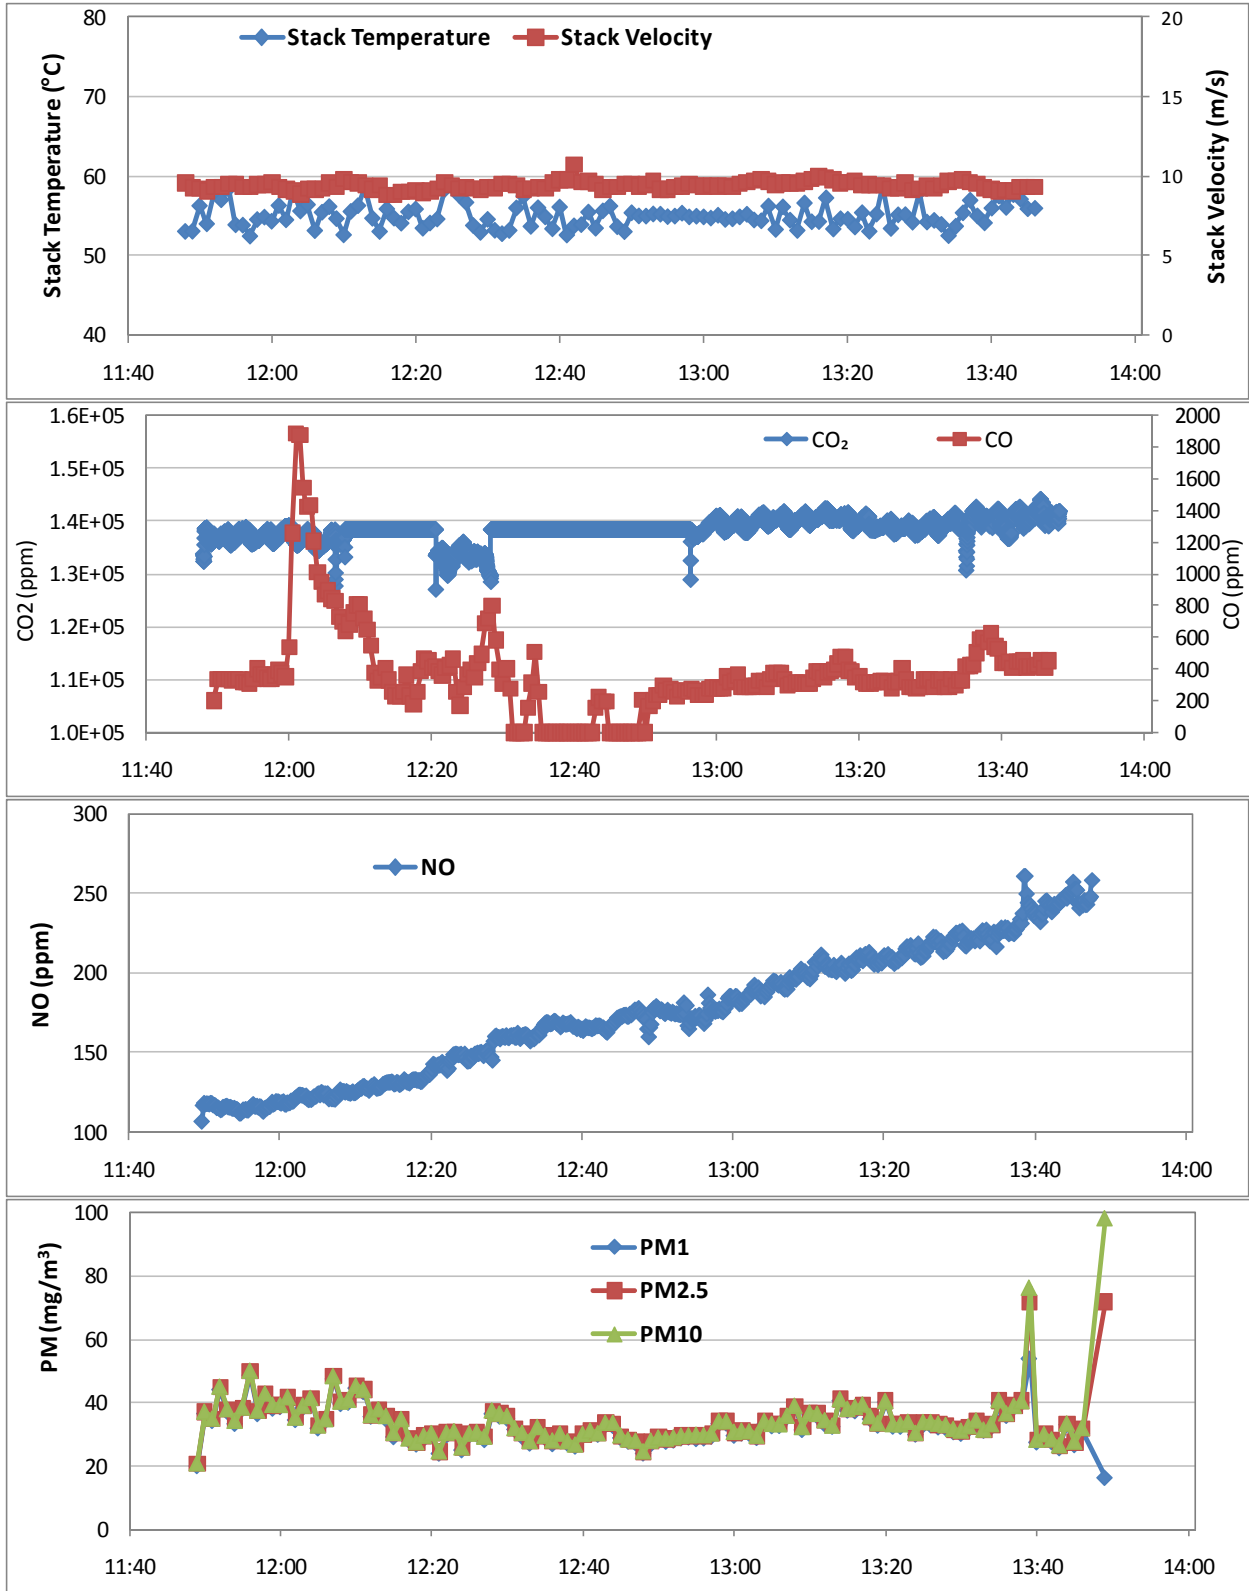 80
70
60
50
40
Stack Temperature (°C)
Stack Temperature
Stack Velocity
20
15
10
5
0
Stack Velocity (m/s)
11:40 12:00 12:20 12:40 13:00 13:20 13:40 14:00
1.6E+05
1.5E+05
1.4E+05
1.3E+05
1.2E+05
1.1E+05
1.0E+05
CO2 (ppm)
CO₂
CO
2000
1800
1600
1400
1200
1000
800
600
400
200
0
CO (ppm)
11:40 12:00 12:20 12:40 13:00 13:20 13:40 14:00
300
250
200
150
100
NO (ppm)
NO
11:40 12:00 12:20 12:40 13:00 13:20 13:40 14:00
100
80
60
40
20
0
PM (mg/m³)
PM1
PM2.5
PM10
11:40 12:00 12:20 12:40 13:00 13:20 13:40 14:00